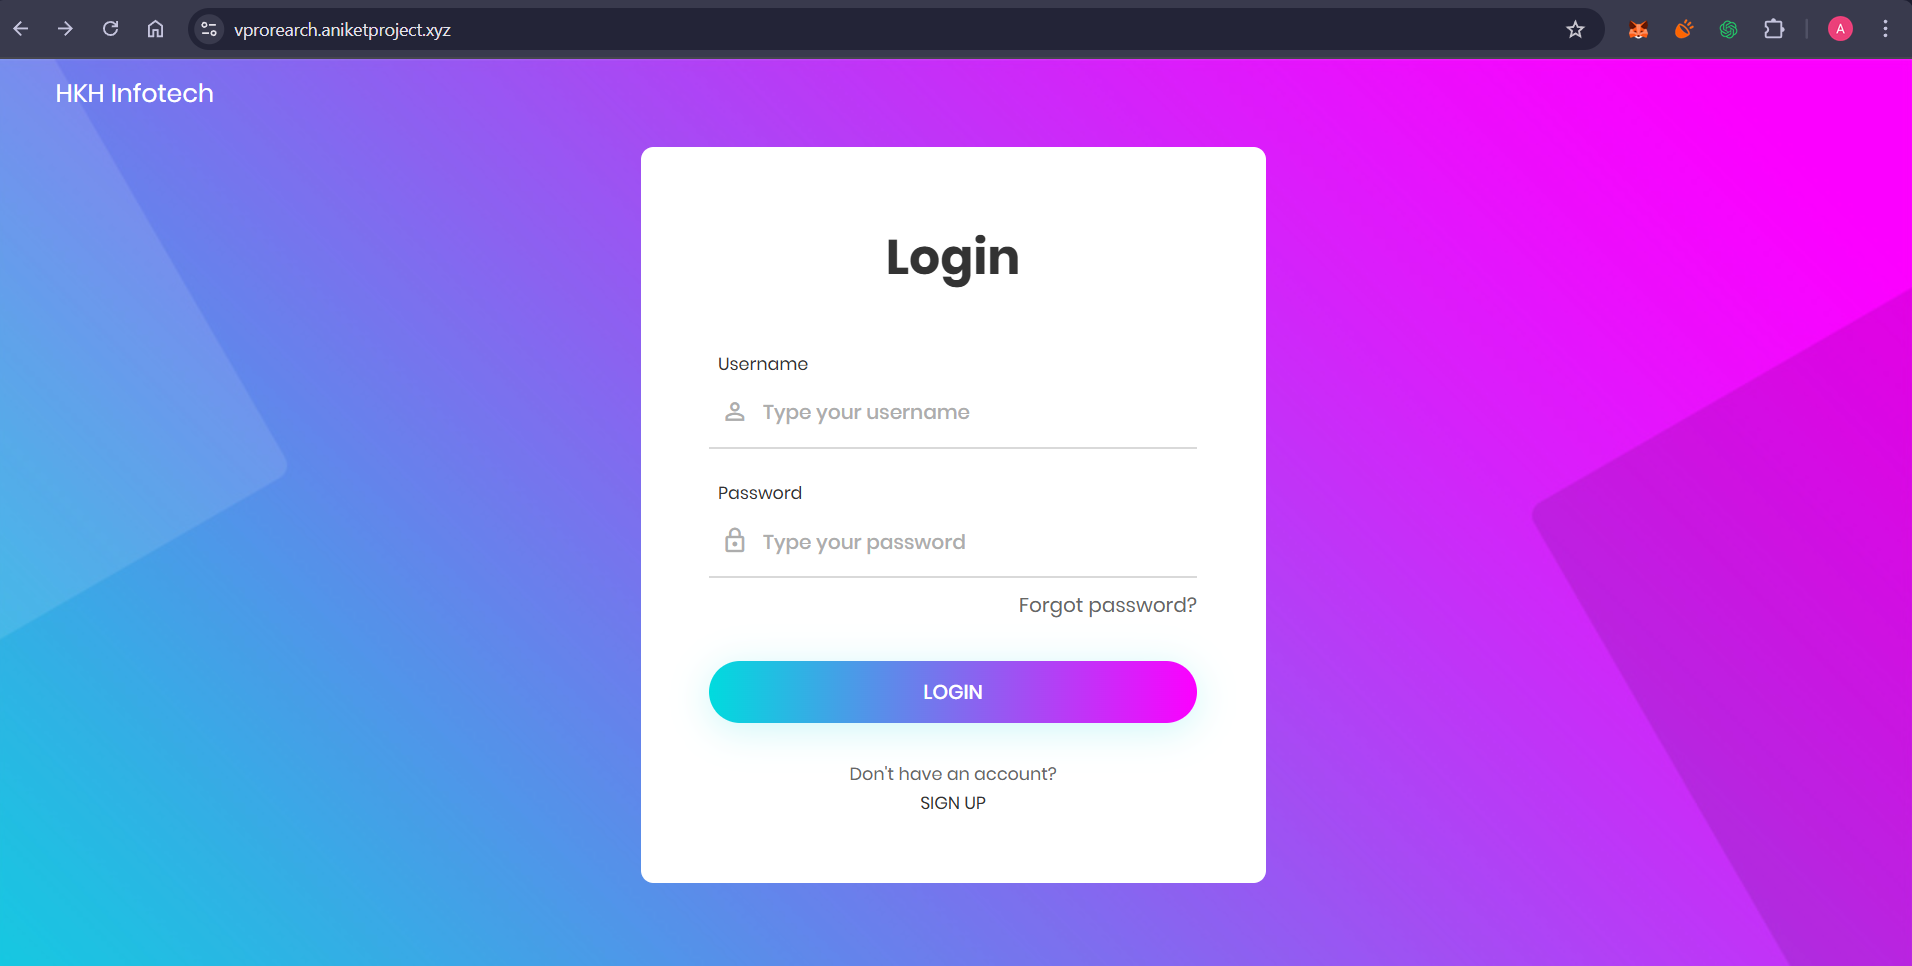 vprorearch.aniketproject.xyz
A
HKH Infotech
Login
Username
Type your username
Password
Type your password
Forgot password?
LOGIN
Don't have an account?
SIGN UP